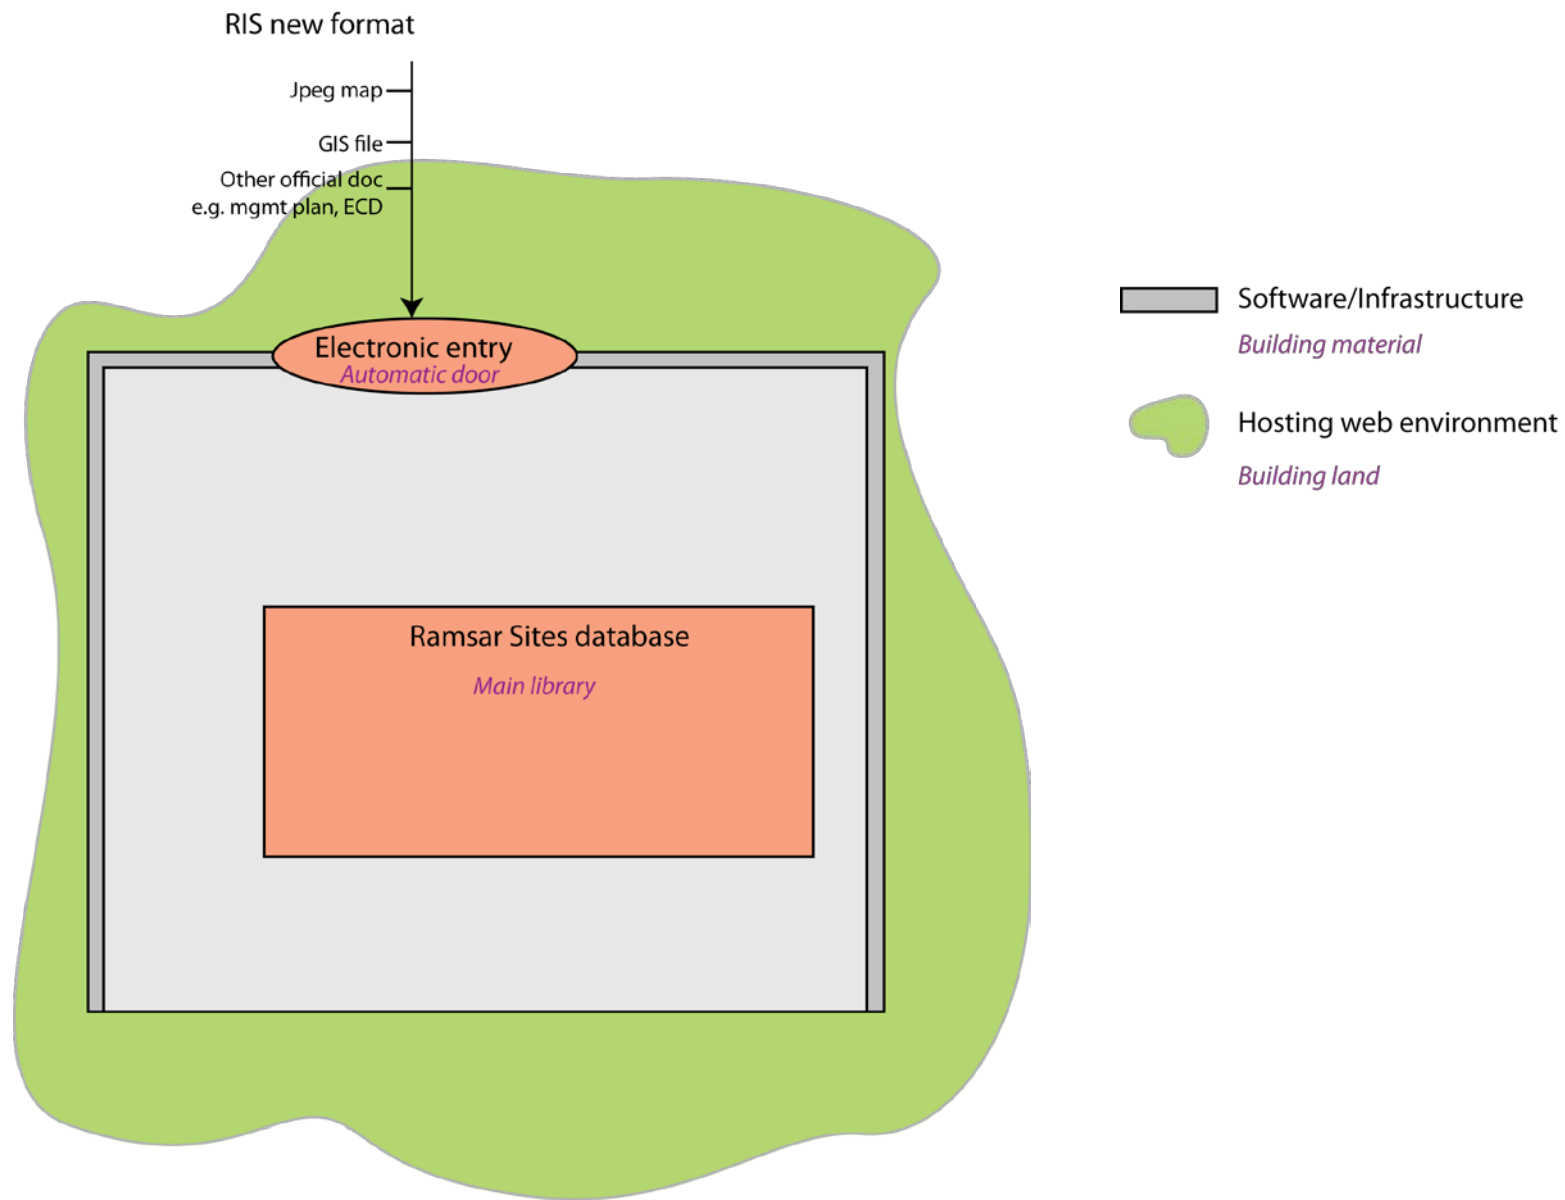 RIS new format
Jpeg map
GIS file
Other official doc
e.g. mgmt plan, ECD
Electronic entry
Automatic door
Ramsar Sites database
Main library
Software/Infrastructure
Building material
Hosting web environment
Building land